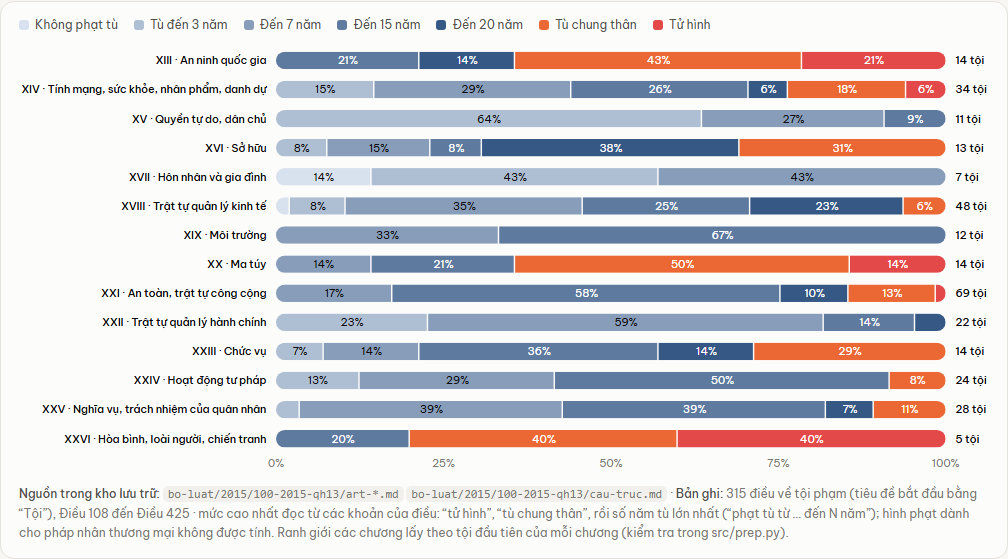 Không phạt tù Tù đến 3 năm Đến 7 năm Đến 15 năm Đến 20 năm Tù chung thân Tử hình
XIII · An ninh quốc gia 21% 14% 43% 21% 14 tội
XIV · Tính mạng, sức khỏe, nhân phẩm, danh dự 15% 29% 26% 6% 18% 6% 34 tội
XV · Quyền tự do, dân chủ 64% 27% 9% 11 tội
XVI · Sở hữu 8% 15% 8% 38% 31% 13 tội
XVII · Hôn nhân và gia đình 14% 43% 43% 7 tội
XVIII · Trật tự quản lý kinh tế 8% 35% 25% 23% 6% 48 tội
XIX · Môi trường 33% 67% 12 tội
XX · Ma túy 14% 21% 50% 14% 14 tội
XXI · An toàn, trật tự công cộng 17% 58% 10% 13% 69 tội
XXII · Trật tự quản lý hành chính 23% 59% 14% 22 tội
XXIII · Chức vụ 7% 14% 36% 14% 29% 14 tội
XXIV · Hoạt động tư pháp 13% 29% 50% 8% 24 tội
XXV · Nghĩa vụ, trách nhiệm của quân nhân 39% 39% 7% 11% 28 tội
XXVI · Hòa bình, loài người, chiến tranh 20% 40% 40% 5 tội
0% 25% 50% 75% 100%
Nguồn trong kho lưu trữ: bo-luat/2015/100-2015-qh13/art-*.md bo-luat/2015/100-2015-qh13/cau-truc.md · Bản ghi: 315 điều về tội phạm (tiêu đề bắt đầu bằng
“Tội”), Điều 108 đến Điều 425 · mức cao nhất đọc từ các khoản của điều: “tử hình”, “tù chung thân”, rồi số năm tù lớn nhất (“phạt tù từ … đến N năm”); hình phạt dành
cho pháp nhân thương mại không được tính. Ranh giới các chương lấy theo tội đầu tiên của mỗi chương (kiểm tra trong src/prep.py).